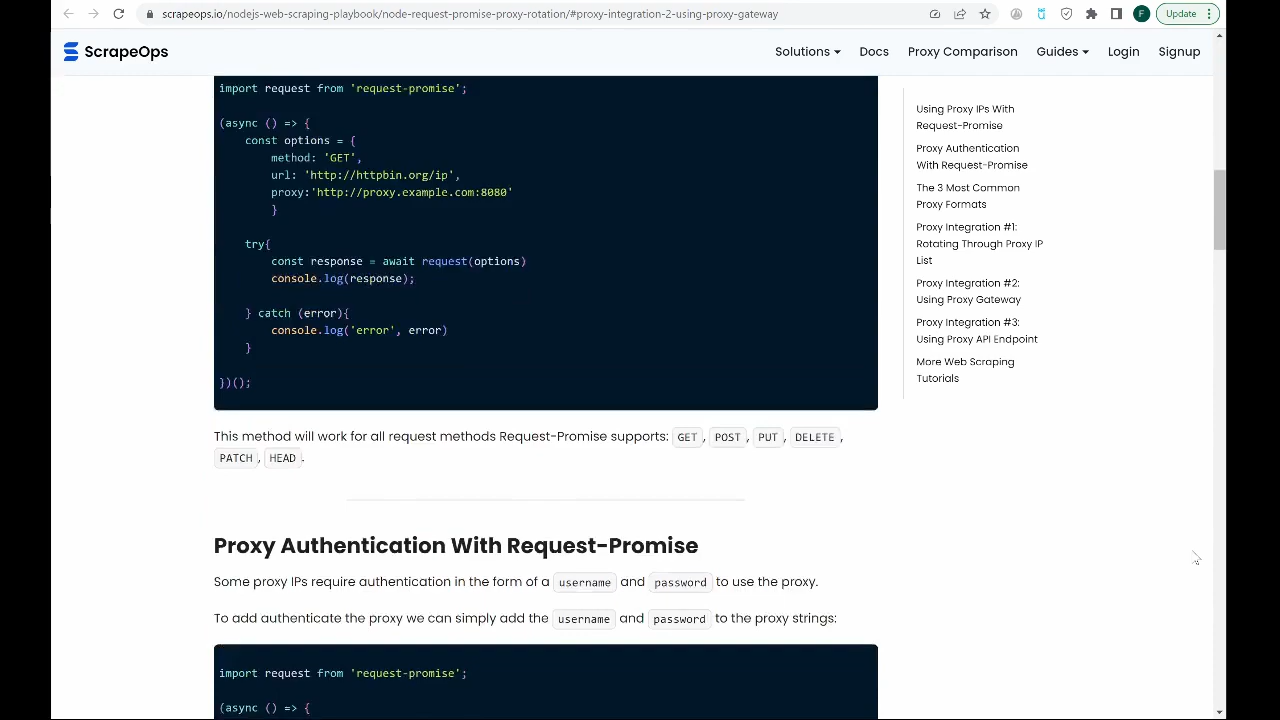 scrapeops.io/nodejs-web-scraping-playbook/node-request-promise-proxy-rotation/#proxy-integration-2-using-proxy-gateway
F
Update
ScrapeOps
Solutions
Docs
Proxy Comparison
Guides
Login
Signup
import request from 'request-promise';
(async () => {
const options = {
method: 'GET',
url: 'http://httpbin.org/ip',
proxy:'http://proxy.example.com:8080'
}
try{
const response = await request(options)
console.log(response);
} catch (error){
console.log('error', error)
}
})();
This method will work for all request methods Request-Promise supports: GET, POST, PUT, DELETE,
PATCH, HEAD.
Proxy Authentication With Request-Promise
Some proxy IPs require authentication in the form of a username and password to use the proxy.
To add authenticate the proxy we can simply add the username and password to the proxy strings:
import request from 'request-promise';
(async () => {
Using Proxy IPs With
Request-Promise
Proxy Authentication
With Request-Promise
The 3 Most Common
Proxy Formats
Proxy Integration #1:
Rotating Through Proxy IP
List
Proxy Integration #2:
Using Proxy Gateway
Proxy Integration #3:
Using Proxy API Endpoint
More Web Scraping
Tutorials